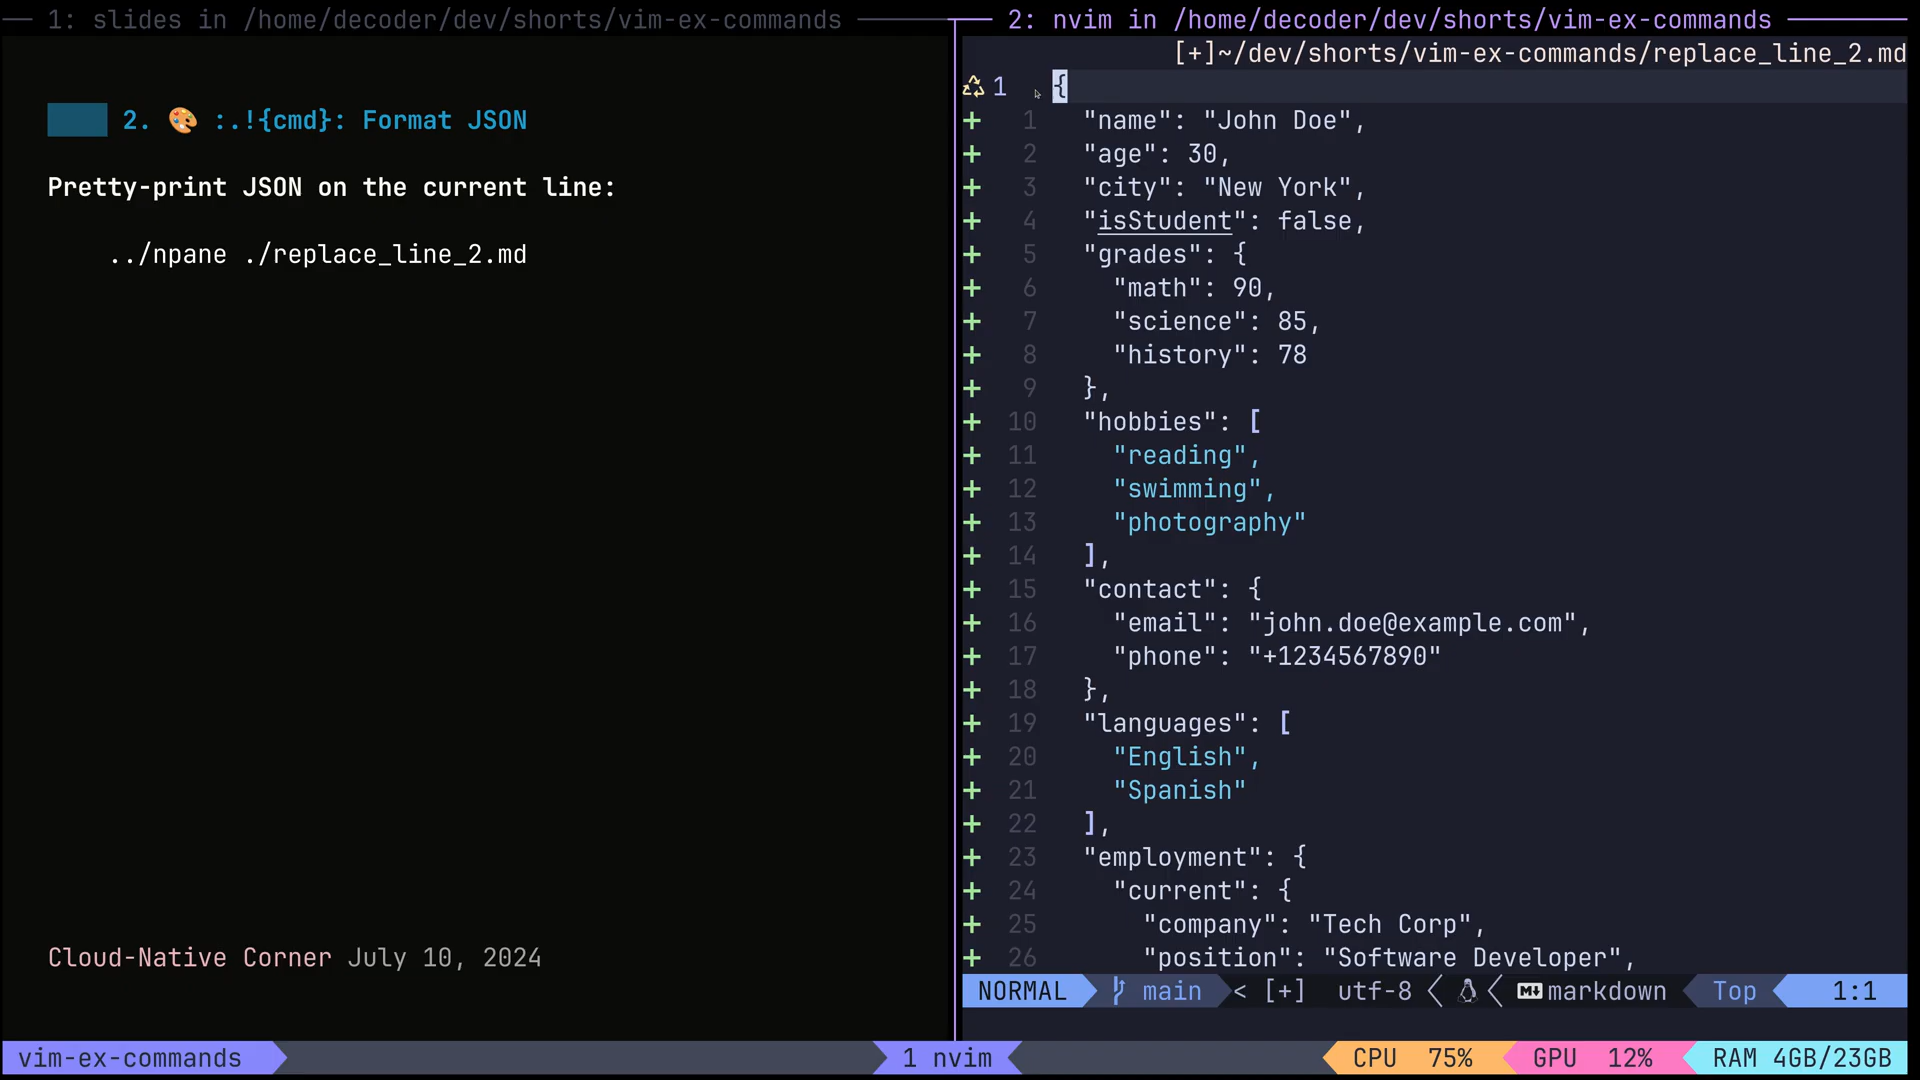 1: slides in /home/decoder/dev/shorts/vim-ex-commands
2. 🎨 :.!{cmd}: Format JSON
Pretty-print JSON on the current line:
../npane ./replace_line_2.md
Cloud-Native Corner July 10, 2024
2: nvim in /home/decoder/dev/shorts/vim-ex-commands
[+]~/dev/shorts/vim-ex-commands/replace_line_2.md
1 {
+ 1 "name": "John Doe",
+ 2 "age": 30,
+ 3 "city": "New York",
+ 4 "isStudent": false,
+ 5 "grades": {
+ 6 "math": 90,
+ 7 "science": 85,
+ 8 "history": 78
+ 9 },
+ 10 "hobbies": [
+ 11 "reading",
+ 12 "swimming",
+ 13 "photography"
+ 14 ],
+ 15 "contact": {
+ 16 "email": "john.doe@example.com",
+ 17 "phone": "+1234567890"
+ 18 },
+ 19 "languages": [
+ 20 "English",
+ 21 "Spanish"
+ 22 ],
+ 23 "employment": {
+ 24 "current": {
+ 25 "company": "Tech Corp",
+ 26 "position": "Software Developer",
NORMAL main < [+] utf-8 markdown Top 1:1
vim-ex-commands 1 nvim CPU 75% GPU 12% RAM 4GB/23GB